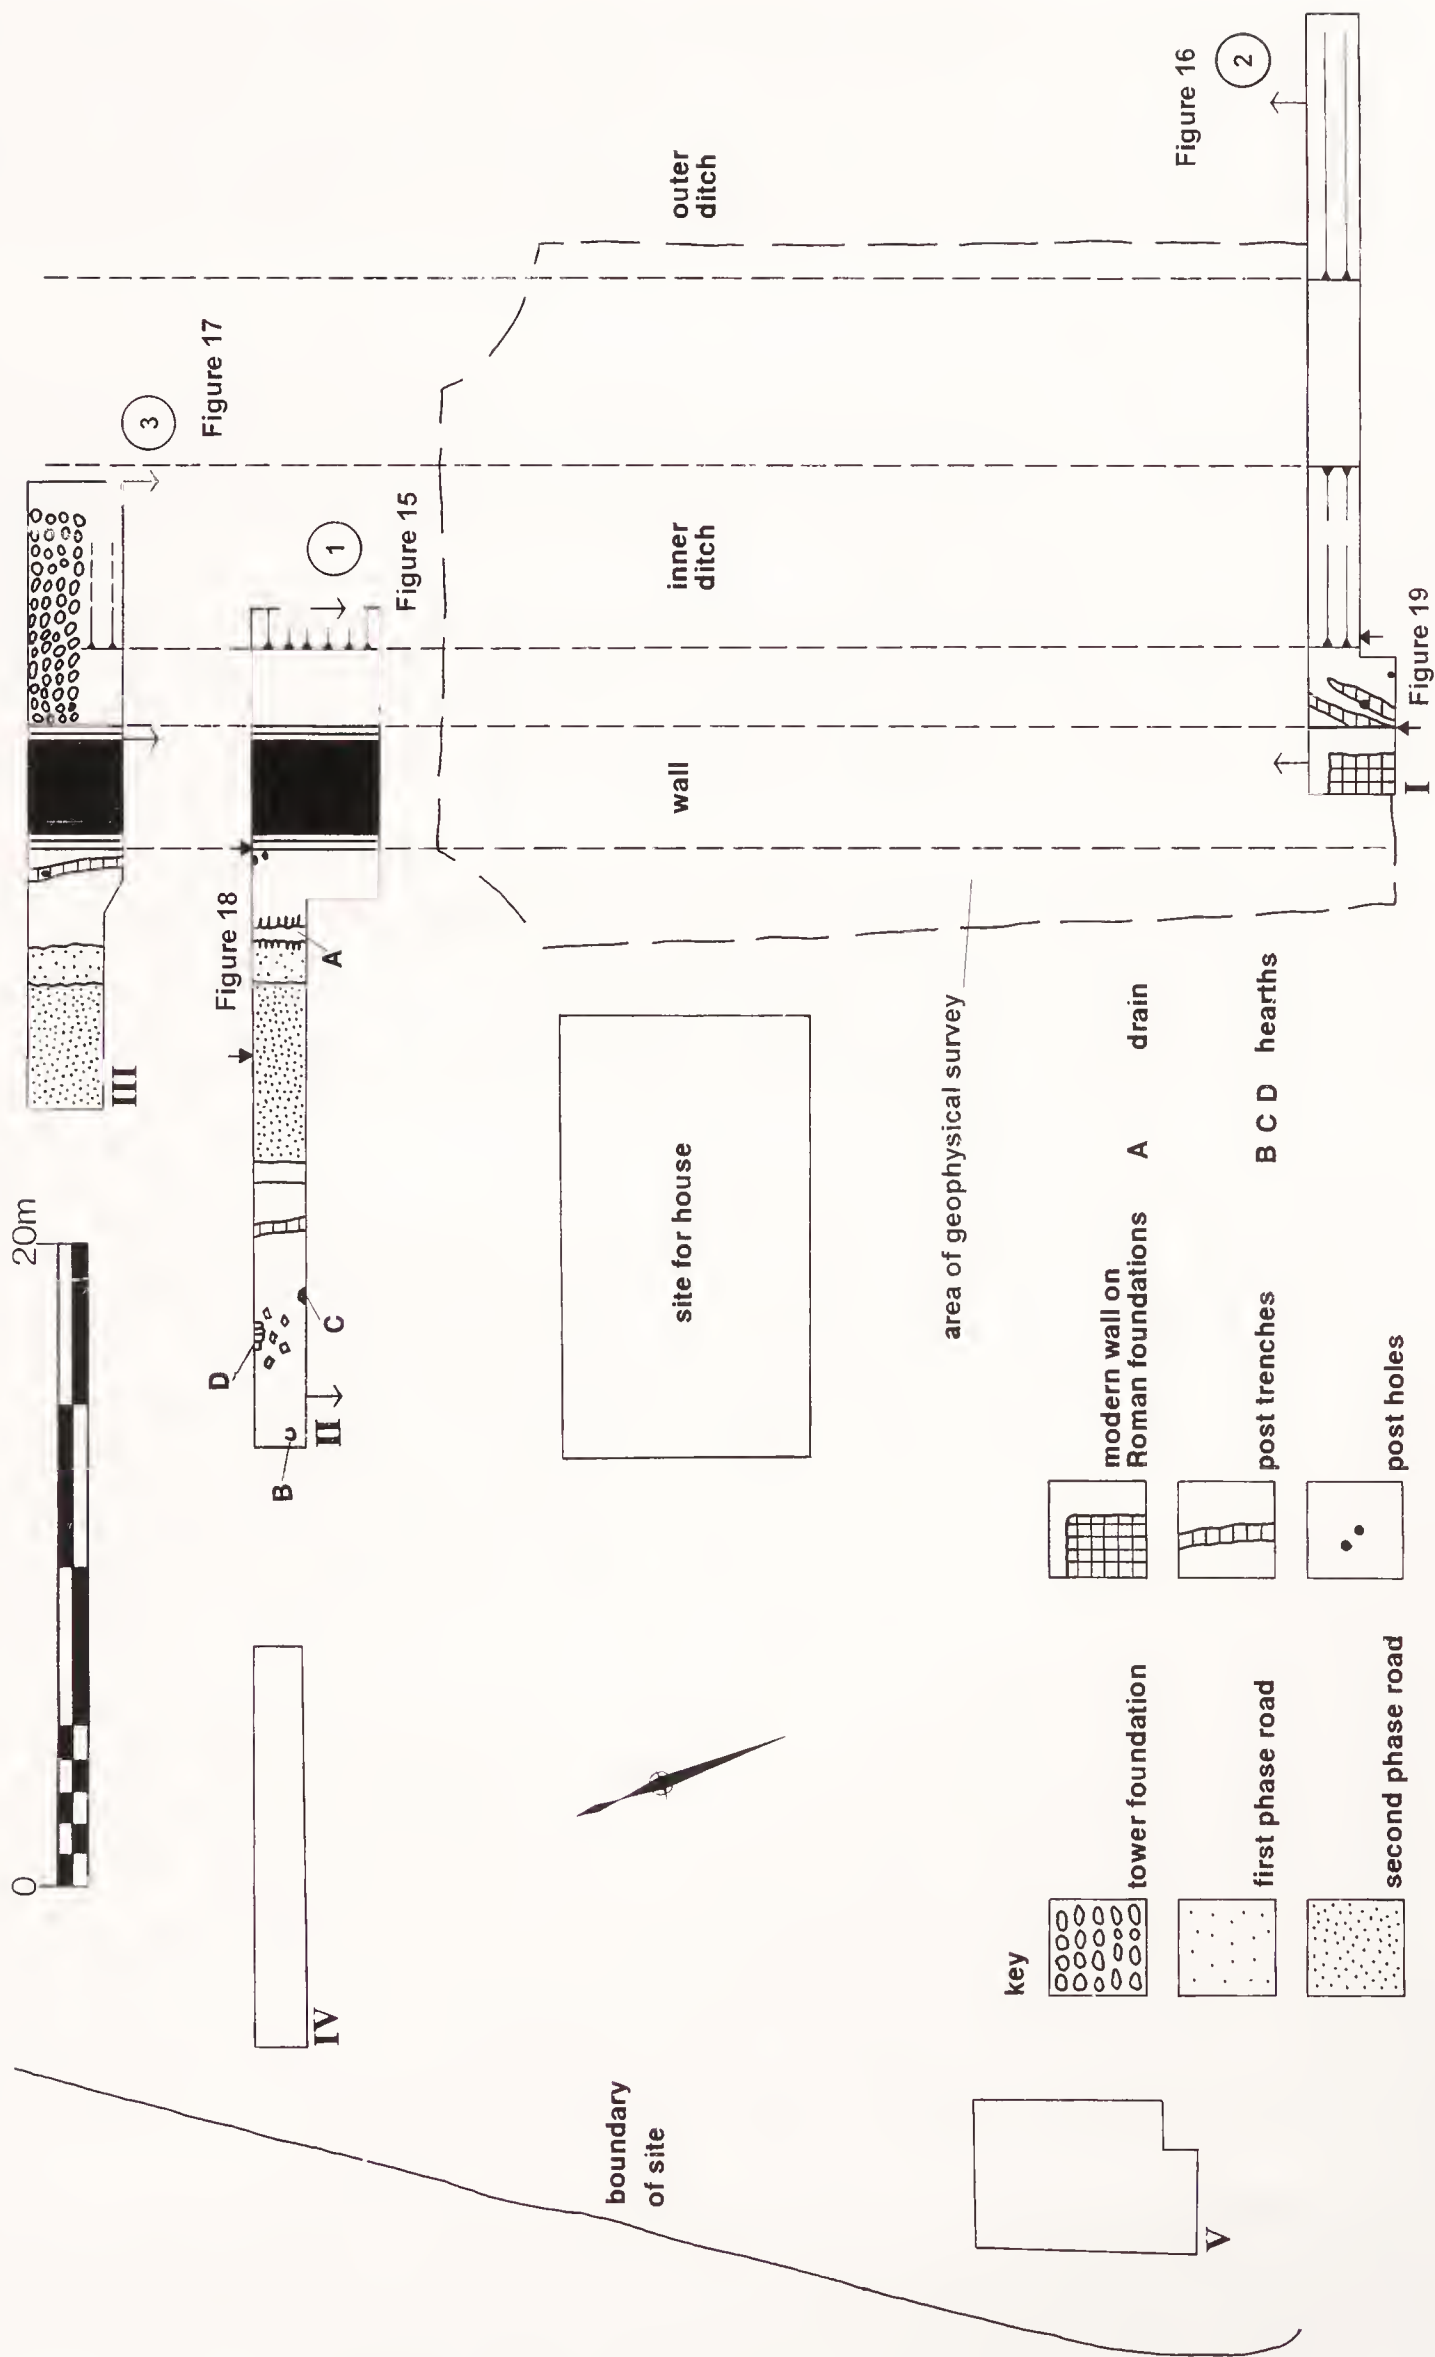 0
20m
III
3
Figure 17
Figure 18
D
B
C
A
II
1
Figure 15
IV
outer
ditch
inner
ditch
wall
Figure 16
2
Figure 19
I
site for house
area of geophysical survey
boundary
of site
V
key
tower foundation
first phase road
second phase road
modern wall on
Roman foundations
post trenches
post holes
A drain
B C D hearths